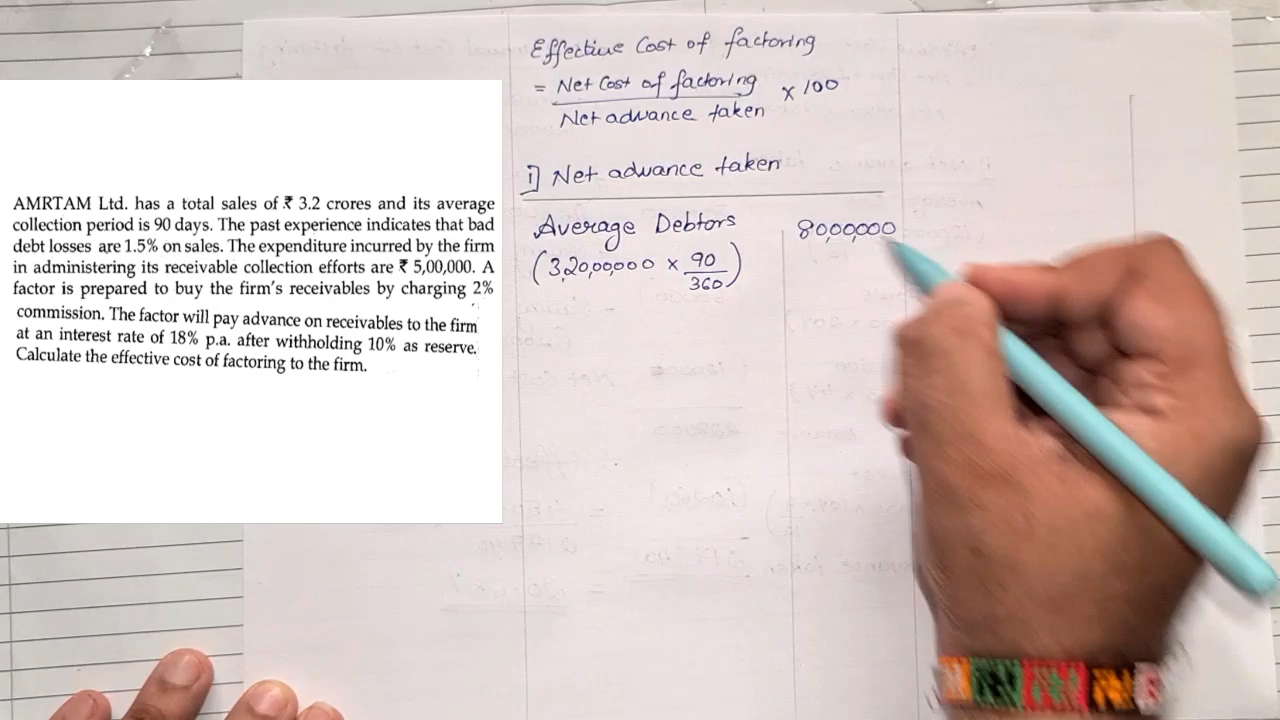 AMRTAM Ltd. has a total sales of ₹ 3.2 crores and its average
collection period is 90 days. The past experience indicates that bad
debt losses are 1.5% on sales. The expenditure incurred by the firm
in administering its receivable collection efforts are ₹ 5,00,000. A
factor is prepared to buy the firm's receivables by charging 2%
commission. The factor will pay advance on receivables to the firm
at an interest rate of 18% p.a. after withholding 10% as reserve.
Calculate the effective cost of factoring to the firm.
Effective Cost of factoring
= Net Cost of factoring
Net advance taken
× 100
i) Net advance taken
Average Debtors 80,00,000
(3,20,00,000 × 90
360)